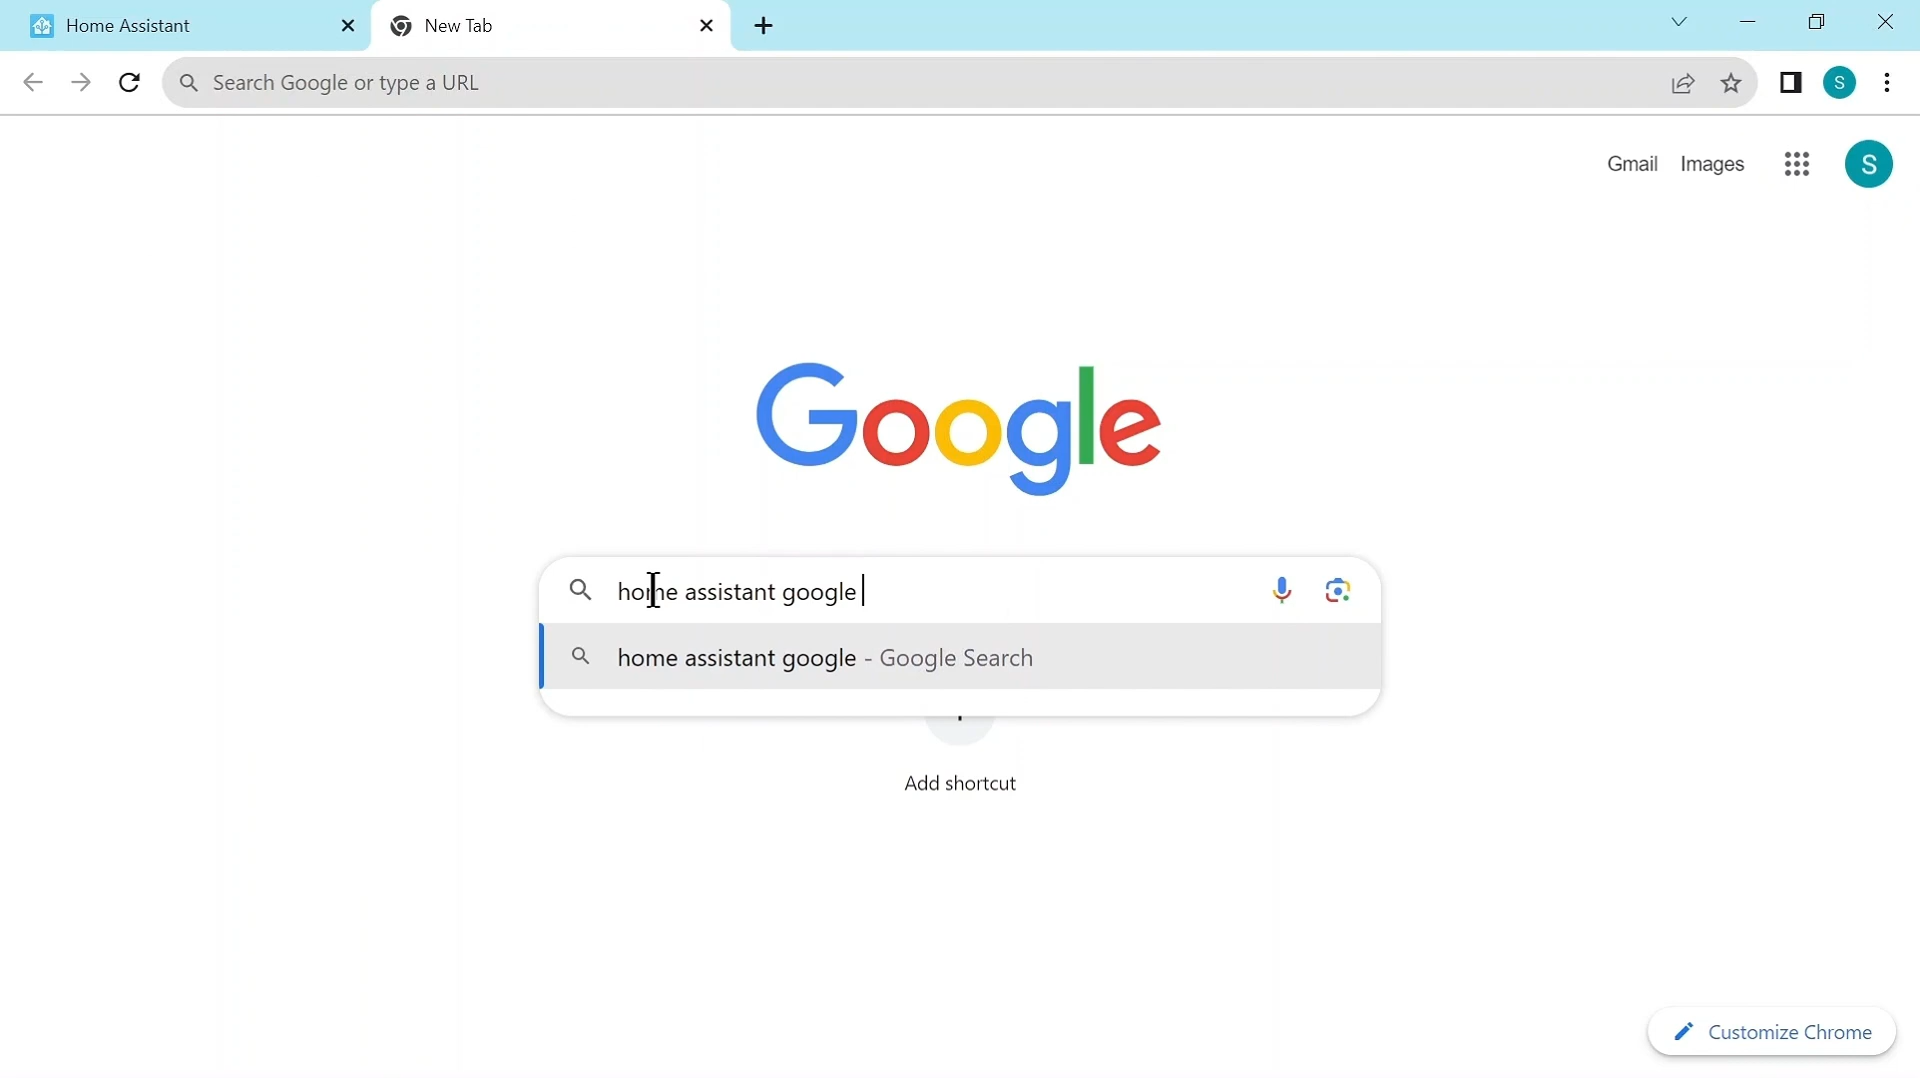 Home Assistant
New Tab
Search Google or type a URL
S
Gmail Images
S
Google
home assistant google
home assistant google - Google Search
Add shortcut
Customize Chrome